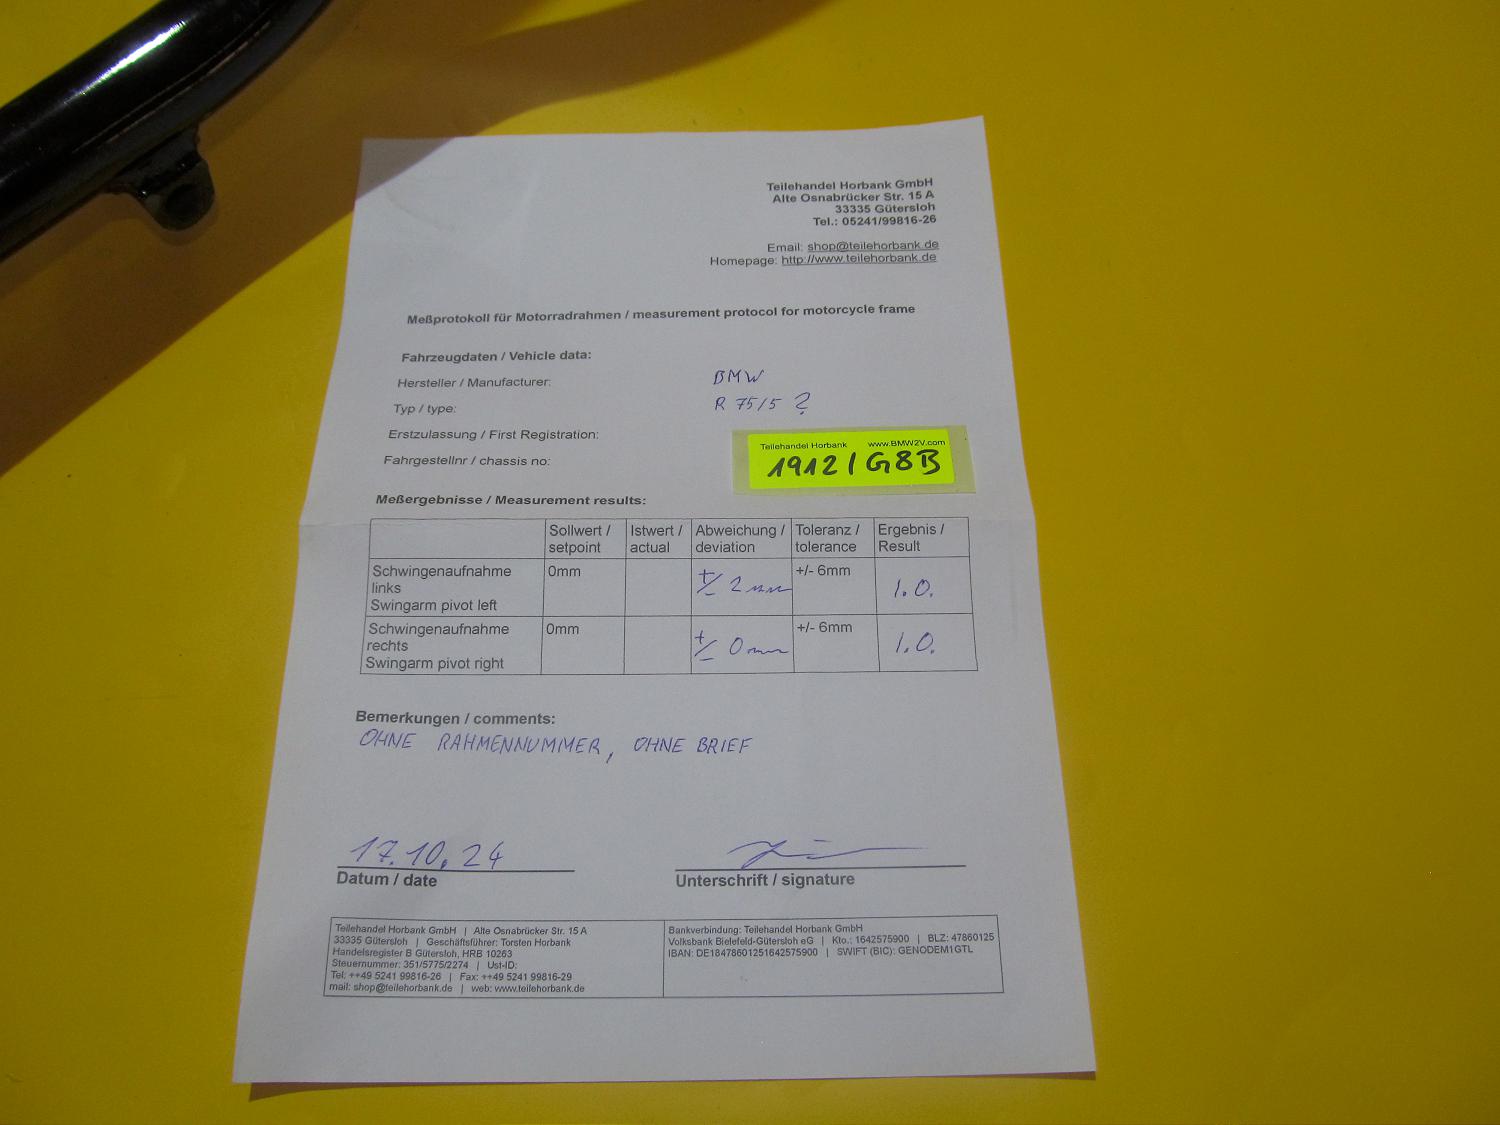 Teilehandel Horbank GmbH
Alte Osnabrücker Str. 15 A
33335 Gütersloh
Tel.: 05241/99816-26
Email: shop@teilehorbank.de
Homepage: http://www.teilehorbank.de
Meßprotokoll für Motorradrahmen / measurement protocol for motorcycle frame
Fahrzeugdaten / Vehicle data:
Hersteller / Manufacturer: BMW
Typ / type: R 75/5 ?
Erstzulassung / First Registration:
Teilehandel Horbank www.BMW2V.com
Fahrgestellnr / chassis no: 1912/G8B
Meßergebnisse / Measurement results:
Sollwert / Istwert / Abweichung / Toleranz / Ergebnis /
setpoint actual deviation tolerance Result
Schwingenaufnahme 0mm +/- 2mm +/- 6mm I.O.
links
Swingarm pivot left
Schwingenaufnahme 0mm +/- 0mm +/- 6mm I.O.
rechts
Swingarm pivot right
Bemerkungen / comments:
OHNE RAHMENNUMMER, OHNE BRIEF
17.10.24
Datum / date Unterschrift / signature
Teilehandel Horbank GmbH | Alte Osnabrücker Str. 15 A
33335 Gütersloh | Geschäftsführer: Torsten Horbank
Handelsregister B Gütersloh, HRB 10263
Steuernummer: 351/5775/2274 | Ust-ID:
Tel: ++49 5241 99816-26 | Fax: ++49 5241 99816-29
mail: shop@teilehorbank.de | web: www.teilehorbank.de
Bankverbindung: Teilehandel Horbank GmbH
Volksbank Bielefeld-Gütersloh eG | Kto.: 1642575900 | BLZ: 47860125
IBAN: DE18478601251642575900 | SWIFT (BIC): GENODEM1GTL